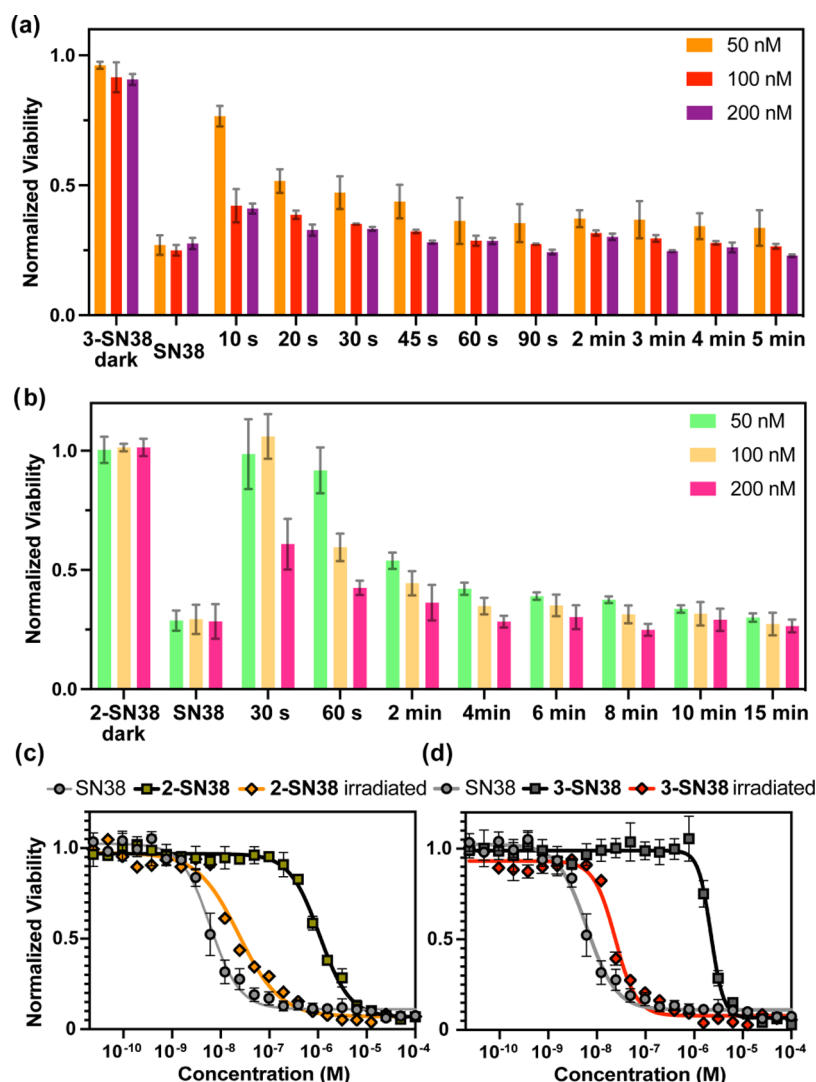 (a)
50 nM
100 nM
200 nM
Normalized Viability
1.0
0.5
0.0
3-SN38 dark SN38 10 s 20 s 30 s 45 s 60 s 90 s 2 min 3 min 4 min 5 min
(b)
50 nM
100 nM
200 nM
Normalized Viability
1.0
0.5
0.0
2-SN38 dark SN38 30 s 60 s 2 min 4min 6 min 8 min 10 min 15 min
(c)
SN38 2-SN38 2-SN38 irradiated
Normalized Viability
1.0
0.5
0
10-10 10-9 10-8 10-7 10-6 10-5 10-4
Concentration (M)
(d)
SN38 3-SN38 3-SN38 irradiated
Normalized Viability
1.0
0.5
0
10-10 10-9 10-8 10-7 10-6 10-5 10-4
Concentration (M)